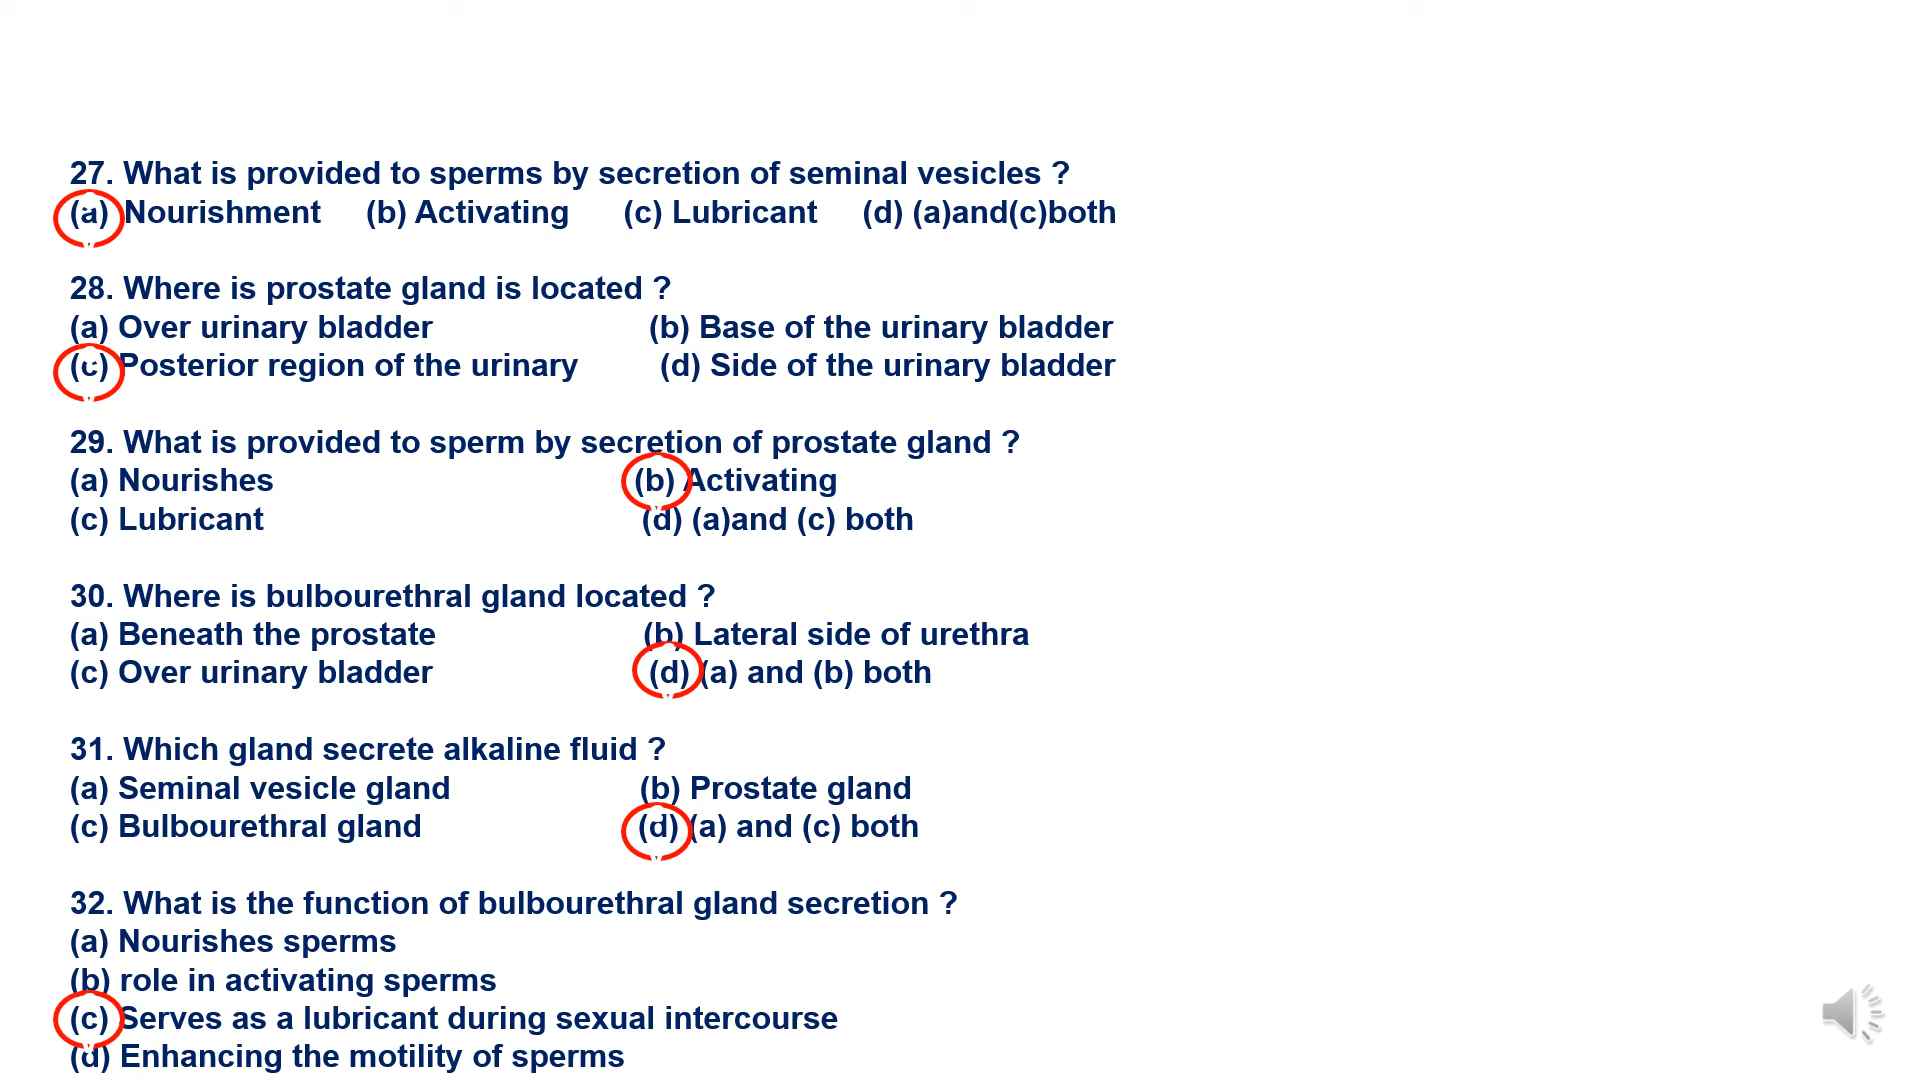 27. What is provided to sperms by secretion of seminal vesicles ?
(a) Nourishment (b) Activating (c) Lubricant (d) (a)and(c)both
28. Where is prostate gland is located ?
(a) Over urinary bladder (b) Base of the urinary bladder
(c) Posterior region of the urinary (d) Side of the urinary bladder
29. What is provided to sperm by secretion of prostate gland ?
(a) Nourishes (b) Activating
(c) Lubricant (d) (a)and (c) both
30. Where is bulbourethral gland located ?
(a) Beneath the prostate (b) Lateral side of urethra
(c) Over urinary bladder (d) (a) and (b) both
31. Which gland secrete alkaline fluid ?
(a) Seminal vesicle gland (b) Prostate gland
(c) Bulbourethral gland (d) (a) and (c) both
32. What is the function of bulbourethral gland secretion ?
(a) Nourishes sperms
(b) role in activating sperms
(c) Serves as a lubricant during sexual intercourse
(d) Enhancing the motility of sperms